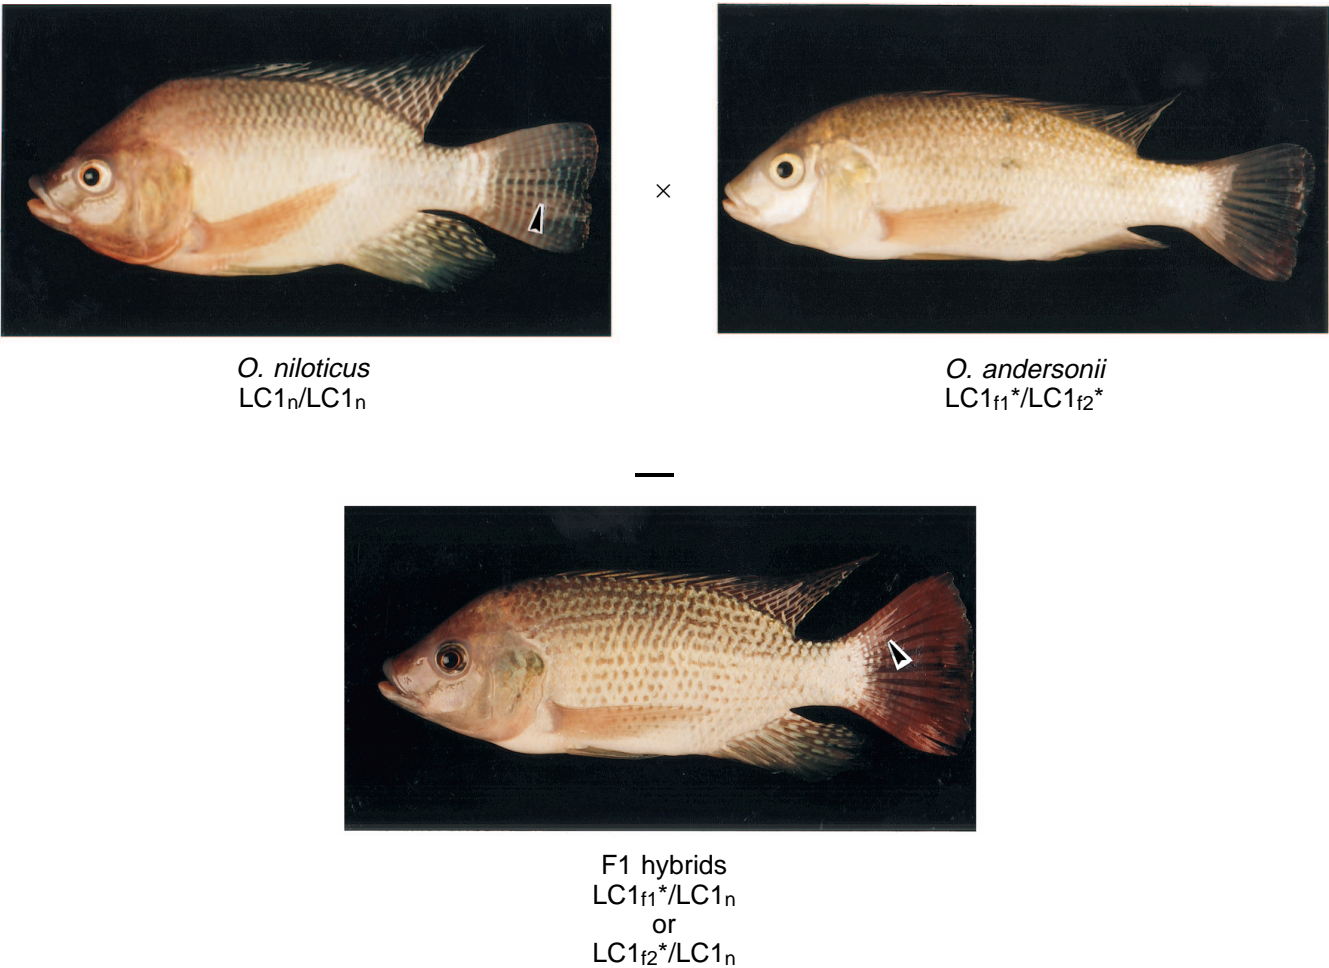 ×
O. niloticus
LC1n/LC1n
O. andersonii
LC1f1*/LC1f2*
F1 hybrids
LC1f1*/LC1n
or
LC1f2*/LC1n